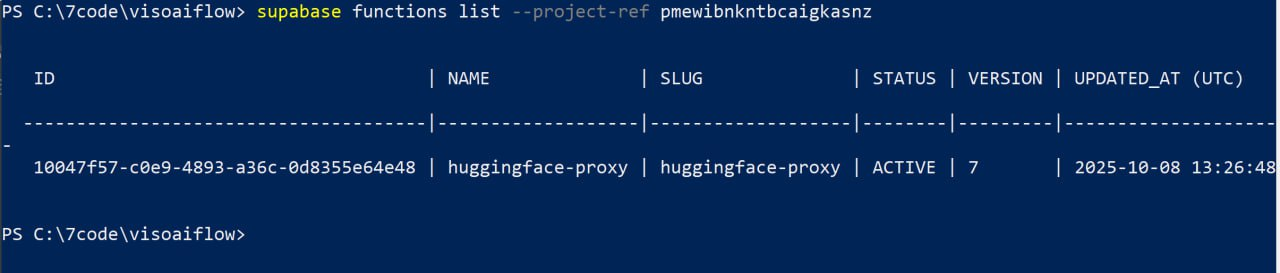 PS C:\7code\visoaiflow> supabase functions list --project-ref pmewibnkntbcaigkasnz
ID | NAME | SLUG | STATUS | VERSION | UPDATED_AT (UTC)
--------------------------------------|-------------------|-------------------|--------|---------|--------------------
-
10047f57-c0e9-4893-a36c-0d8355e64e48 | huggingface-proxy | huggingface-proxy | ACTIVE | 7 | 2025-10-08 13:26:48
PS C:\7code\visoaiflow>